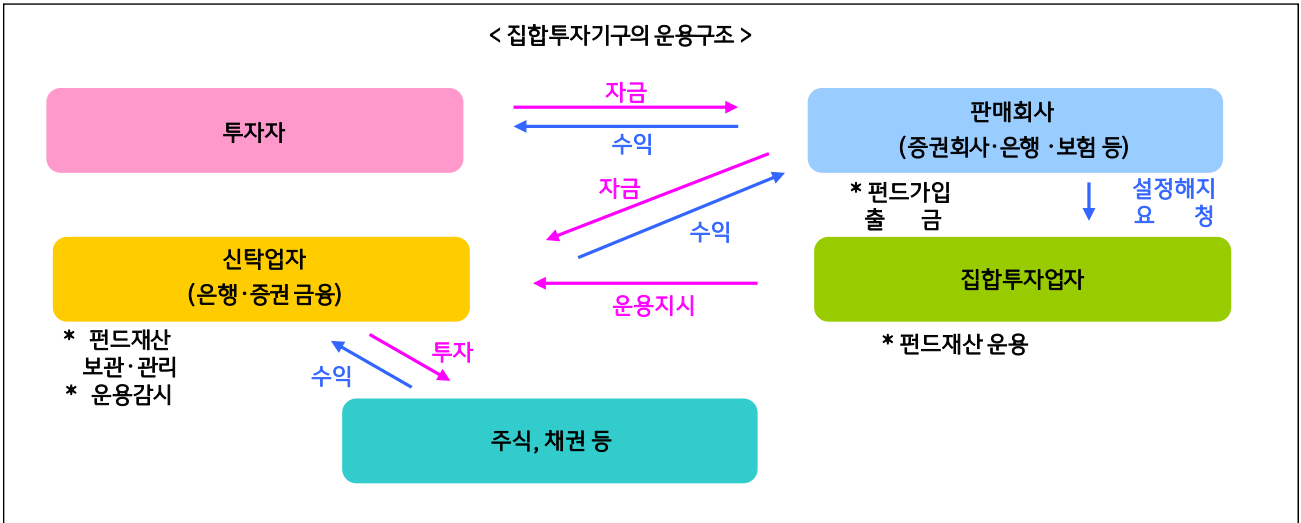 < 집합투자기구의 운용구조 >
자금
투자자
수익
판매회사
(증권회사·은행 ·보험 등)
자금
수익
* 펀드가입
출 금
설정해지
요 청
신탁업자
(은행·증권 금융)
운용지시
집합투자업자
* 펀드재산
보관·관리
* 운용감시
* 펀드재산 운용
수익
투자
주식, 채권 등